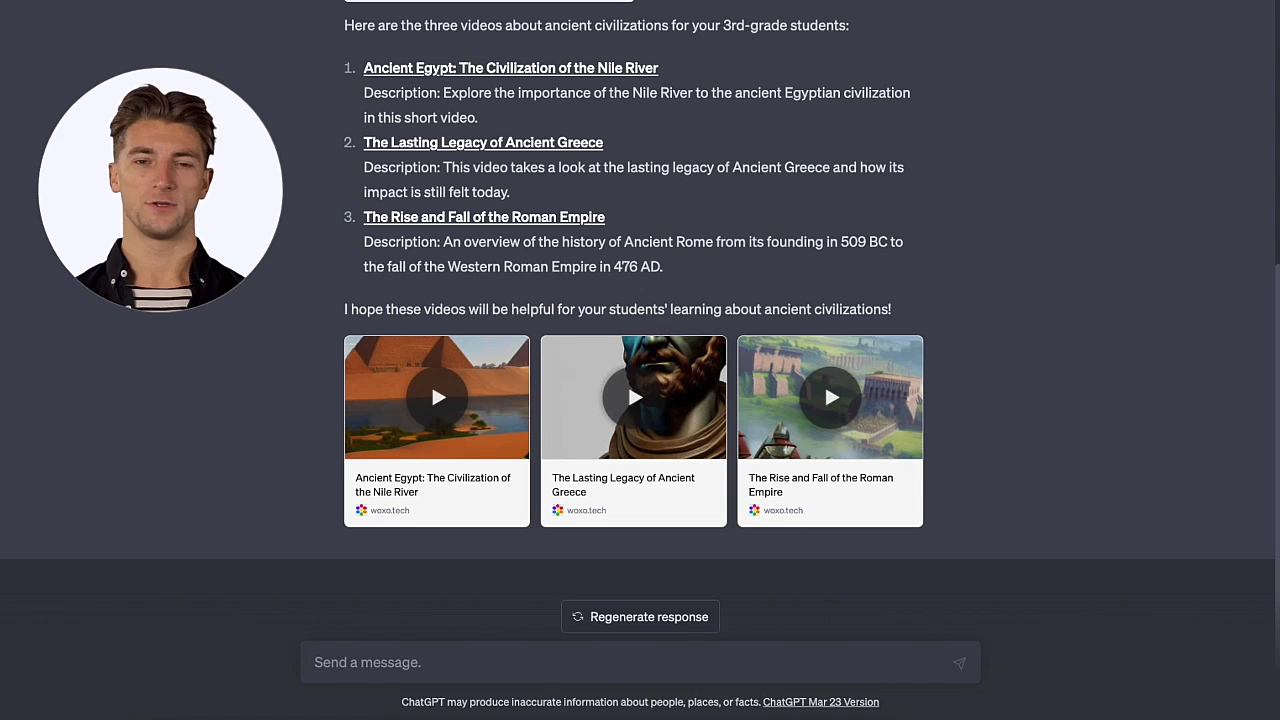 Here are the three videos about ancient civilizations for your 3rd-grade students:
1. Ancient Egypt: The Civilization of the Nile River
Description: Explore the importance of the Nile River to the ancient Egyptian civilization
in this short video.
2. The Lasting Legacy of Ancient Greece
Description: This video takes a look at the lasting legacy of Ancient Greece and how its
impact is still felt today.
3. The Rise and Fall of the Roman Empire
Description: An overview of the history of Ancient Rome from its founding in 509 BC to
the fall of the Western Roman Empire in 476 AD.
I hope these videos will be helpful for your students' learning about ancient civilizations!
Ancient Egypt: The Civilization of
the Nile River
woxo.tech
The Lasting Legacy of Ancient
Greece
woxo.tech
The Rise and Fall of the Roman
Empire
woxo.tech
Regenerate response
Send a message.
ChatGPT may produce inaccurate information about people, places, or facts. ChatGPT Mar 23 Version